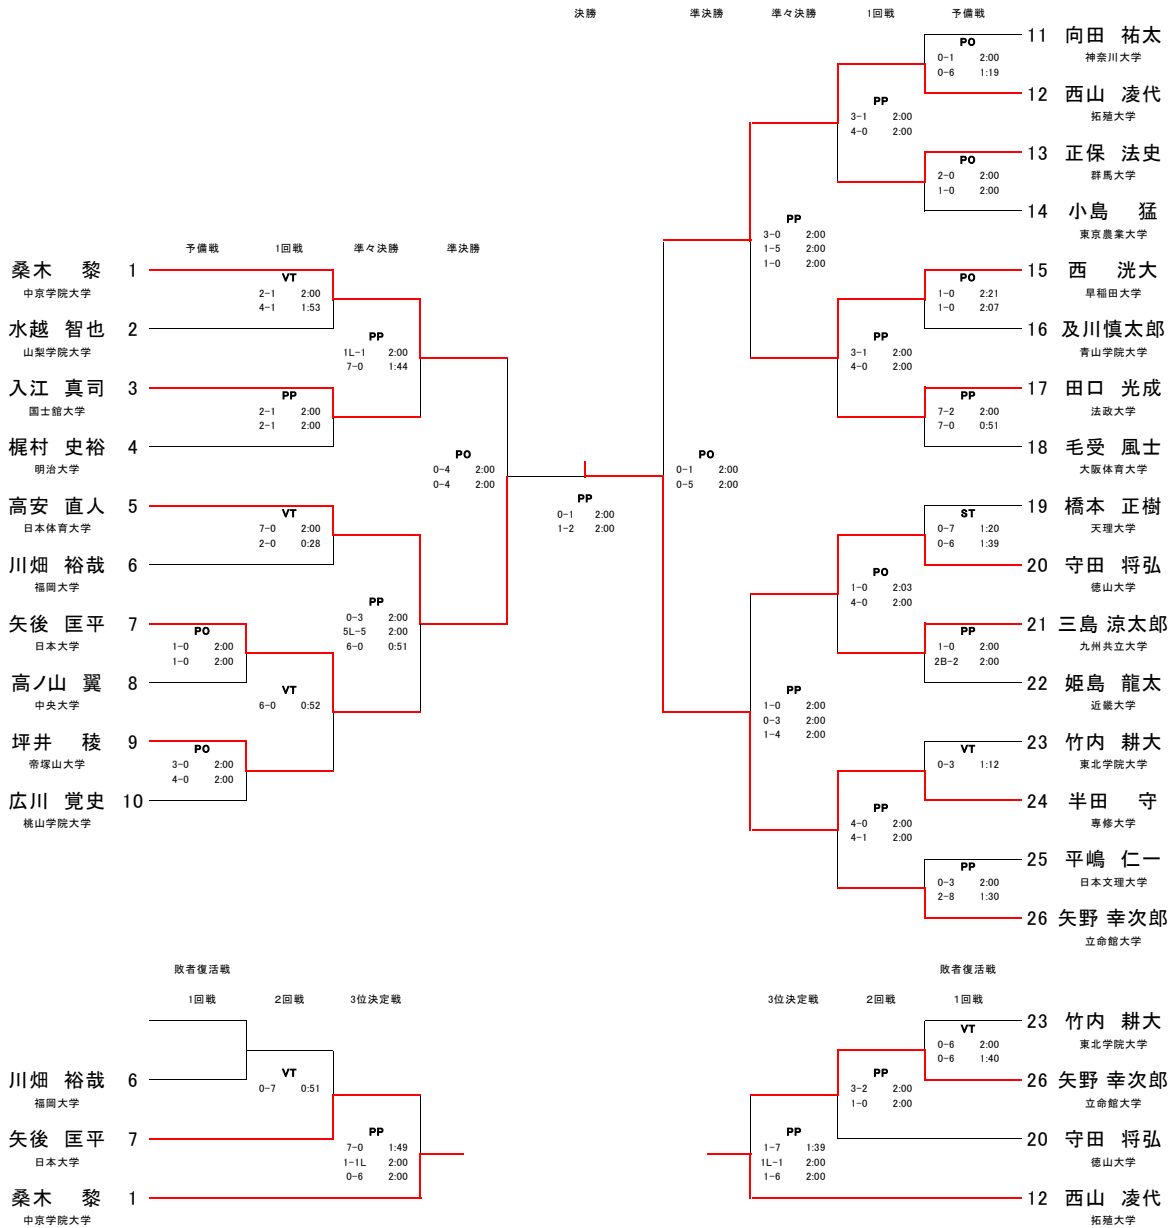 決勝 準決勝 準々決勝 1回戦 予備戦
11 向田 祐太
神奈川大学
PO
0-1 2:00
0-6 1:19
12 西山 凌代
拓殖大学
PP
3-1 2:00
4-0 2:00
13 正保 法史
群馬大学
PO
2-0 2:00
1-0 2:00
14 小島 猛
東京農業大学
PP
3-0 2:00
1-5 2:00
1-0 2:00
15 西 洸大
早稲田大学
PO
1-0 2:21
1-0 2:07
16 及川慎太郎
青山学院大学
PP
3-1 2:00
4-0 2:00
17 田口 光成
法政大学
PP
7-2 2:00
7-0 0:51
18 毛受 風士
大阪体育大学
PO
0-1 2:00
0-5 2:00
19 橋本 正樹
天理大学
ST
0-7 1:20
0-6 1:39
20 守田 将弘
徳山大学
PO
1-0 2:03
4-0 2:00
21 三島 涼太郎
九州共立大学
PP
1-0 2:00
2B-2 2:00
22 姫島 龍太
近畿大学
PP
1-0 2:00
0-3 2:00
1-4 2:00
23 竹内 耕大
東北学院大学
VT
0-3 1:12
24 半田 守
専修大学
PP
4-0 2:00
4-1 2:00
25 平嶋 仁一
日本文理大学
PP
0-3 2:00
2-8 1:30
26 矢野 幸次郎
立命館大学
予備戦 1回戦 準々決勝 準決勝
桑木 黎 1
中京学院大学
VT
2-1 2:00
4-1 1:53
水越 智也 2
山梨学院大学
PP
1L-1 2:00
7-0 1:44
入江 真司 3
国士館大学
PP
2-1 2:00
2-1 2:00
梶村 史裕 4
明治大学
PO
0-4 2:00
0-4 2:00
PP
0-1 2:00
1-2 2:00
高安 直人 5
日本体育大学
VT
7-0 2:00
2-0 0:28
川畑 裕哉 6
福岡大学
PP
0-3 2:00
5L-5 2:00
6-0 0:51
矢後 匡平 7
日本大学
PO
1-0 2:00
1-0 2:00
高ノ山 翼 8
中央大学
VT
6-0 0:52
坪井 稜 9
帝塚山大学
PO
3-0 2:00
4-0 2:00
広川 覚史 10
桃山学院大学
敗者復活戦
1回戦 2回戦 3位決定戦
川畑 裕哉 6
福岡大学
VT
0-7 0:51
矢後 匡平 7
日本大学
PP
7-0 1:49
1-1L 2:00
0-6 2:00
桑木 黎 1
中京学院大学
敗者復活戦
3位決定戦 2回戦 1回戦
23 竹内 耕大
東北学院大学
VT
0-6 2:00
0-6 1:40
26 矢野 幸次郎
立命館大学
PP
3-2 2:00
1-0 2:00
20 守田 将弘
徳山大学
PP
1-7 1:39
1L-1 2:00
1-6 2:00
12 西山 凌代
拓殖大学